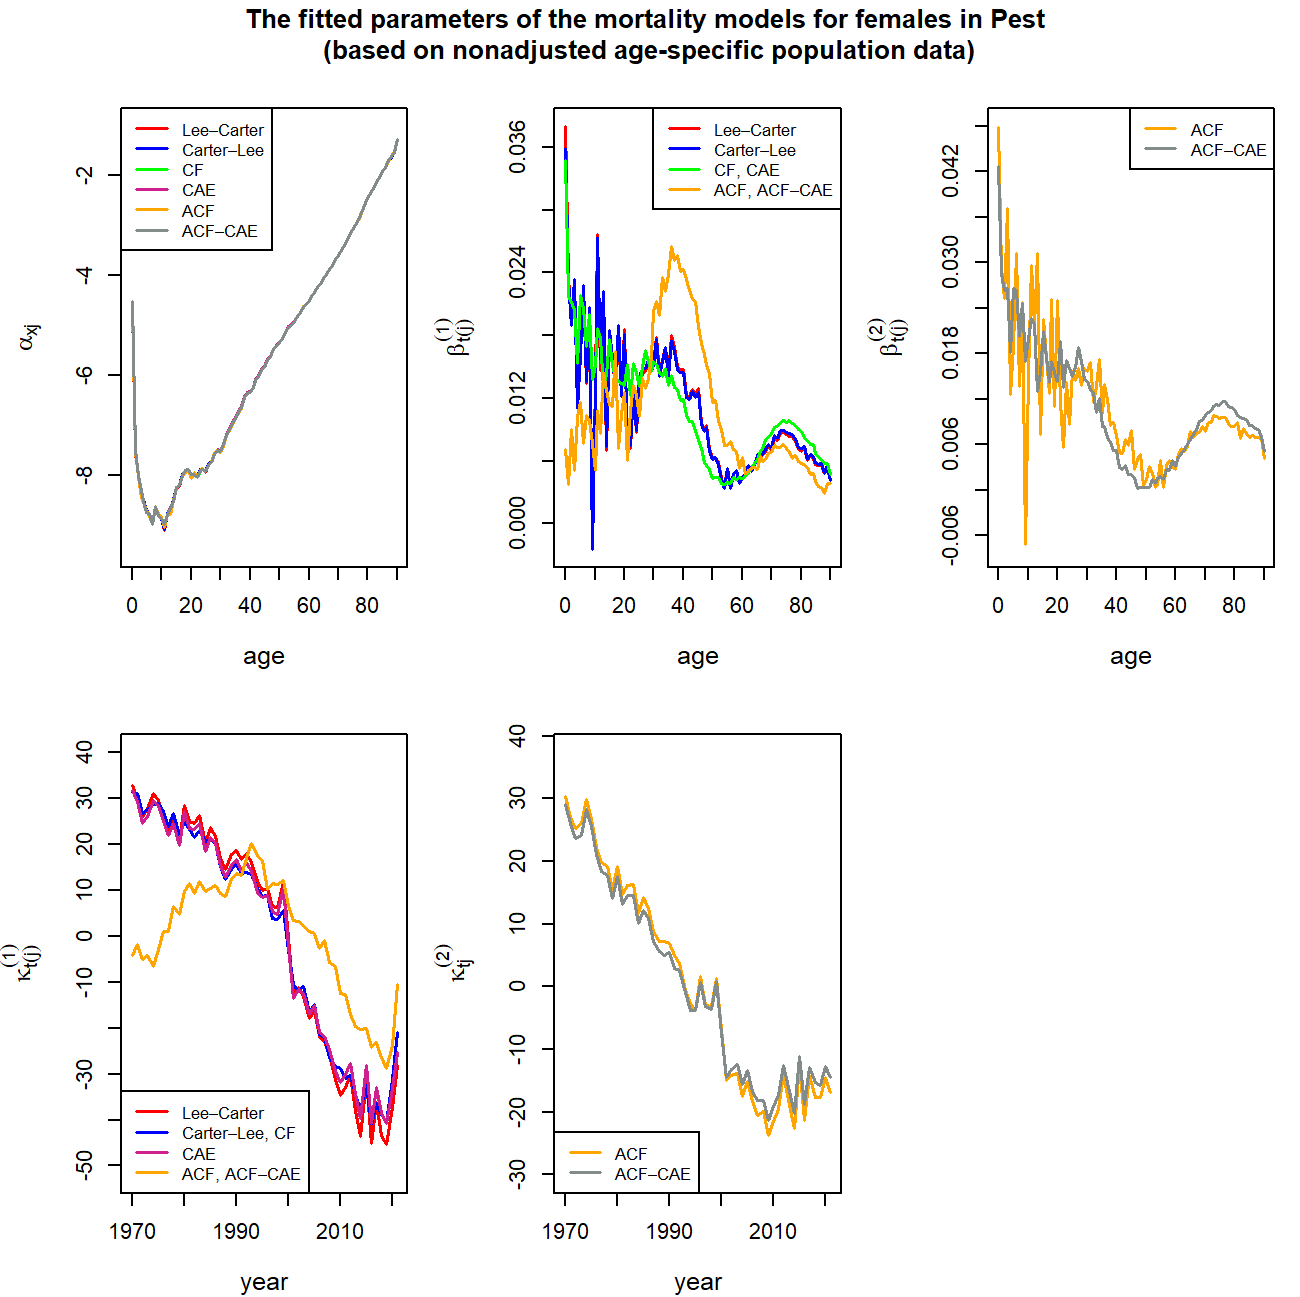 The fitted parameters of the mortality models for females in Pest
(based on nonadjusted age-specific population data)
Lee–Carter
Carter–Lee
CF
CAE
ACF
ACF–CAE
-2
-4
-6
-8
αxj
0 20 40 60 80
age
Lee–Carter
Carter–Lee
CF, CAE
ACF, ACF–CAE
0.036
0.024
0.012
0.000
β(1)t(j)
0 20 40 60 80
age
ACF
ACF–CAE
0.042
0.030
0.018
0.006
-0.006
β(2)t(j)
0 20 40 60 80
age
40
30
20
10
0
-10
-30
-50
κ(1)t(j)
Lee–Carter
Carter–Lee, CF
CAE
ACF, ACF–CAE
1970 1990 2010
year
40
30
20
10
0
-10
-20
-30
κ(2)tj
ACF
ACF–CAE
1970 1990 2010
year